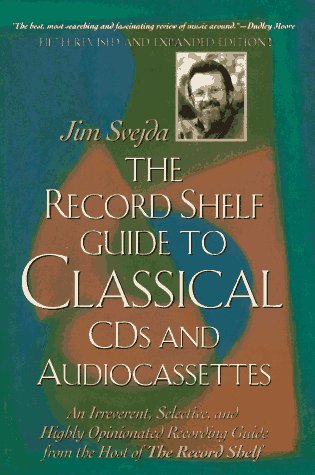 "The best, most searching and fascinating review of music around."—Dudley Moore
FIFTH REVISED AND EXPANDED EDITION!
Jim Svejda
THE
RECORD SHELF
GUIDE TO
CLASSICAL
CDS AND
AUDIOCASSETTES
An Irreverent, Selective, and
Highly Opinionated Recording Guide
from the Host of The Record Shelf